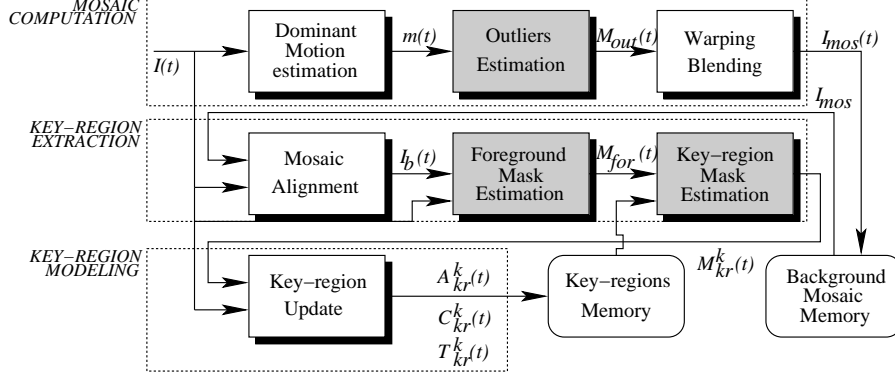 MOSAIC
COMPUTATION
I(t)
Dominant
Motion
estimation
m(t)
Outliers
Estimation
M_out(t)
Warping
Blending
I_mos(t)
I_mos
KEY-REGION
EXTRACTION
Mosaic
Alignment
I_b(t)
Foreground
Mask
Estimation
M_for(t)
Key-region
Mask
Estimation
KEY-REGION
MODELING
Key-region
Update
A^k_kr(t)
C^k_kr(t)
T^k_kr(t)
Key-regions
Memory
M^k_kr(t)
Background
Mosaic
Memory